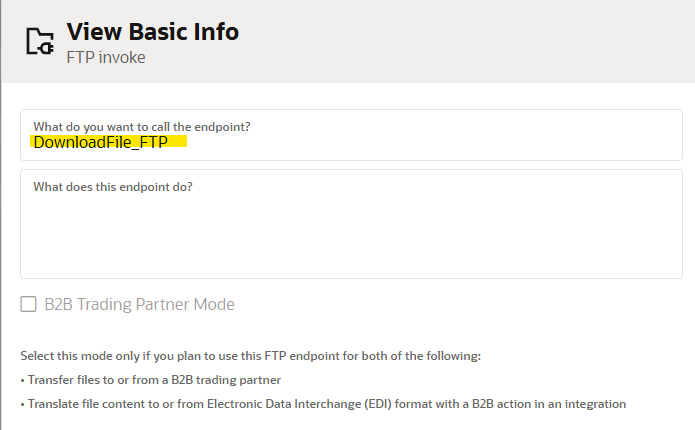 View Basic Info
FTP invoke
What do you want to call the endpoint?
DownloadFile_FTP
What does this endpoint do?
B2B Trading Partner Mode
Select this mode only if you plan to use this FTP endpoint for both of the following:
• Transfer files to or from a B2B trading partner
• Translate file content to or from Electronic Data Interchange (EDI) format with a B2B action in an integration